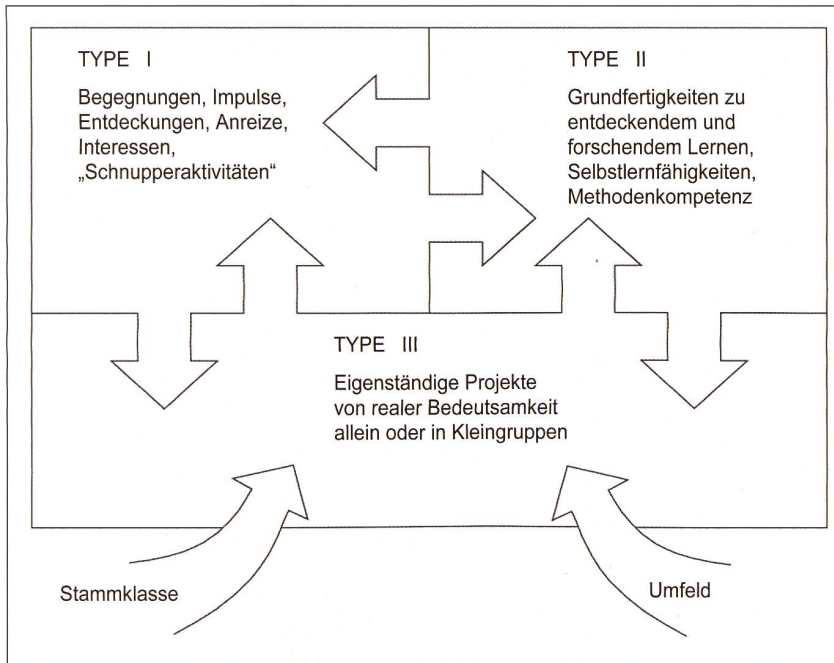 TYPE I
Begegnungen, Impulse,
Entdeckungen, Anreize,
Interessen,
„Schnupperaktivitäten“
TYPE II
Grundfertigkeiten zu
entdeckendem und
forschendem Lernen,
Selbstlernfähigkeiten,
Methodenkompetenz
TYPE III
Eigenständige Projekte
von realer Bedeutsamkeit
allein oder in Kleingruppen
Stammklasse
Umfeld